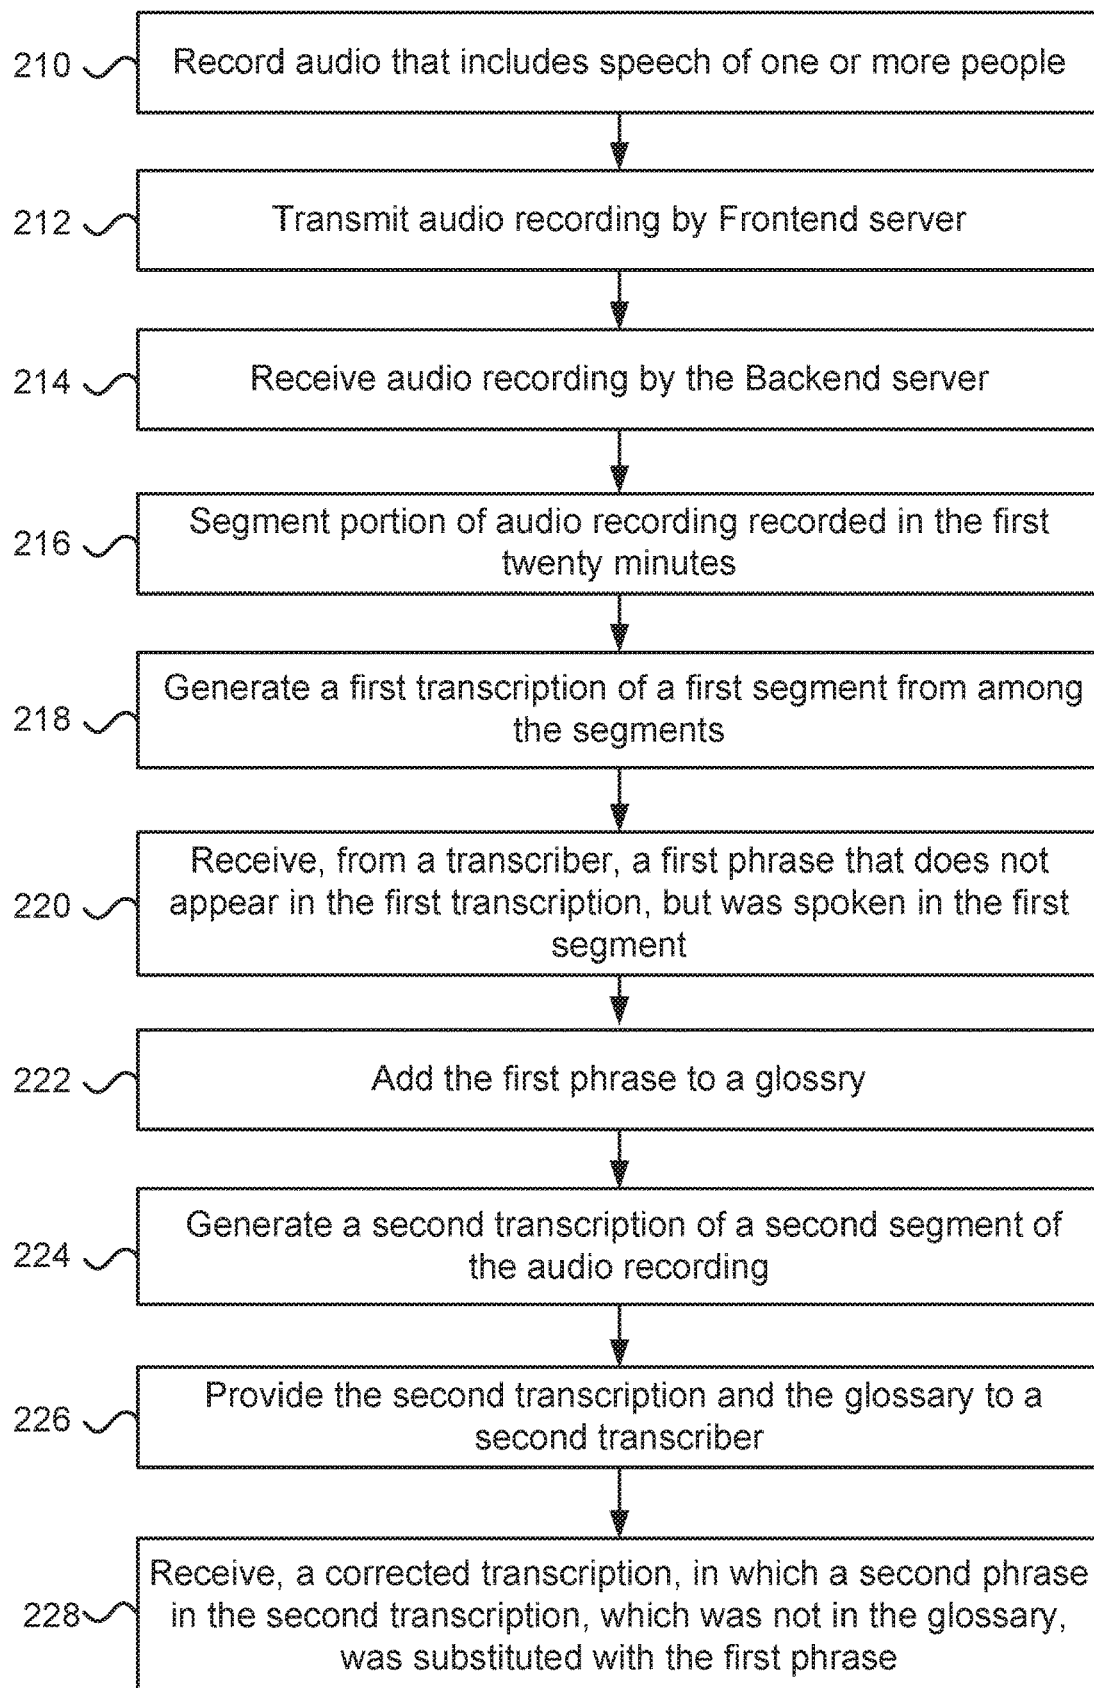 210
Record audio that includes speech of one or more people
212
Transmit audio recording by Frontend server
214
Receive audio recording by the Backend server
216
Segment portion of audio recording recorded in the first
twenty minutes
218
Generate a first transcription of a first segment from among
the segments
220
Receive, from a transcriber, a first phrase that does not
appear in the first transcription, but was spoken in the first
segment
222
Add the first phrase to a glossry
224
Generate a second transcription of a second segment of
the audio recording
226
Provide the second transcription and the glossary to a
second transcriber
228
Receive, a corrected transcription, in which a second phrase
in the second transcription, which was not in the glossary,
was substituted with the first phrase